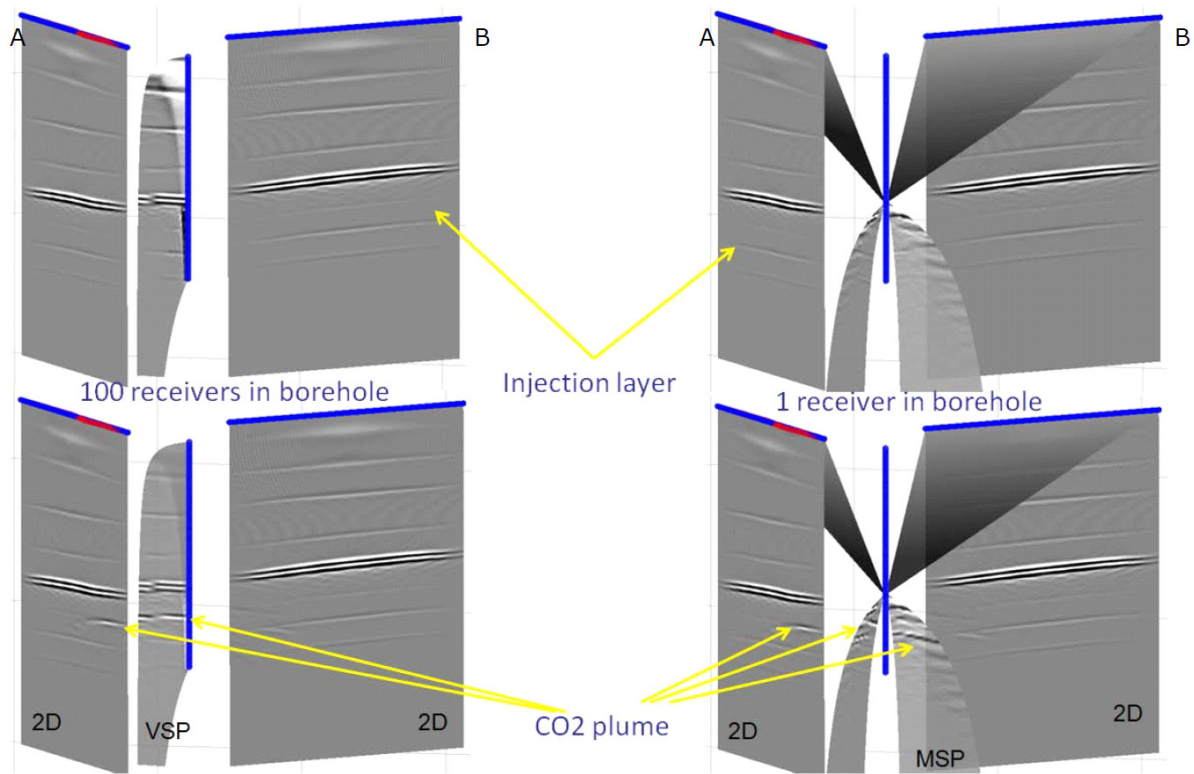 A
B
A
B
Injection layer
100 receivers in borehole
1 receiver in borehole
2D
VSP
2D
CO2 plume
2D
MSP
2D